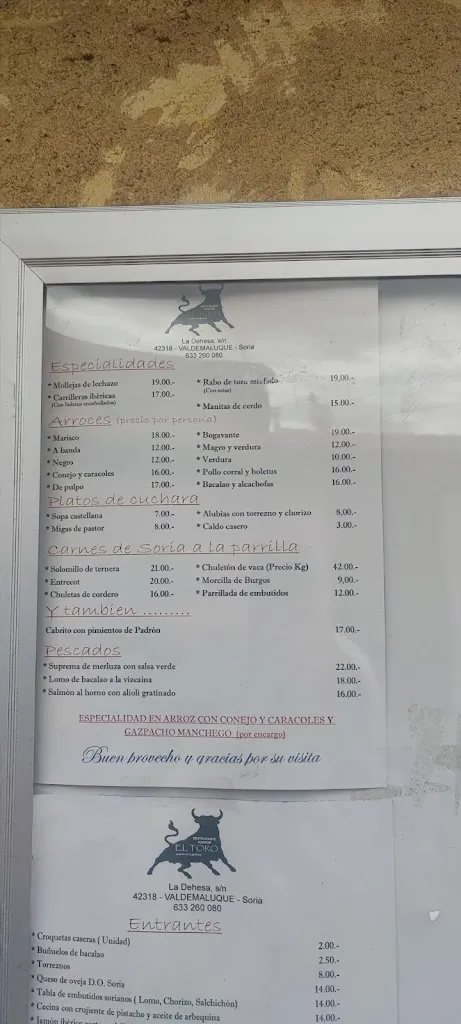 La Dehesa, s/n
42318 - VALDEMALUQUE - Soria
633 260 080
Especialidades
* Mollejas de lechazo 19.00.- * Rabo de toro estofado 19,00.-
(Con setas)
* Carrilleras ibéricas 17.00.- * Manitas de cerdo 15.00.-
Arroces (precio por persona)
* Marisco 18.00.- * Bogavante 19.00.-
* A banda 12.00.- * Magro y verdura 12.00.-
* Negro 12.00.- * Verdura 10.00.-
* Conejo y caracoles 16.00.- * Pollo corral y boletus 16.00.-
* De pulpo 17.00.- * Bacalao y alcachofas 16.00.-
Platos de cuchara
* Sopa castellana 7.00.- * Alubias con torrezno y chorizo 8,00.-
* Migas de pastor 8.00.- * Caldo casero 3.00.-
Carnes de Soria a la parrilla
* Solomillo de ternera 21.00.- * Chuletón de vaca (Precio Kg) 42.00.-
* Entrecot 20.00.- * Morcilla de Burgos 9,00.-
* Chuletas de cordero 16.00.- * Parrillada de embutidos 12.00.-
Y tambien .........
Cabrito con pimientos de Padrón 17.00.-
Pescados
* Suprema de merluza con salsa verde 22.00.-
* Lomo de bacalao a la vizcaina 18.00.-
* Salmón al horno con alioli gratinado 16.00.-
ESPECIALIDAD EN ARROZ CON CONEJO Y CARACOLES Y
GAZPACHO MANCHEGO (por encargo)
Buen provecho y gracias por su visita
EL TORO
La Dehesa, s/n
42318 - VALDEMALUQUE - Soria
633 260 080
Entrantes
* Croquetas caseras ( Unidad) 2.00.-
* Buñuelos de bacalao 2.50.-
* Torreznos 8.00.-
* Queso de oveja D.O. Soria 14.00.-
* Tabla de embutidos sorianos ( Lomo, Chorizo, Salchichón) 14.00.-
* Cecina con crujiente de pistacho y aceite de arbequina 14.00.-
* Jamón ibérico